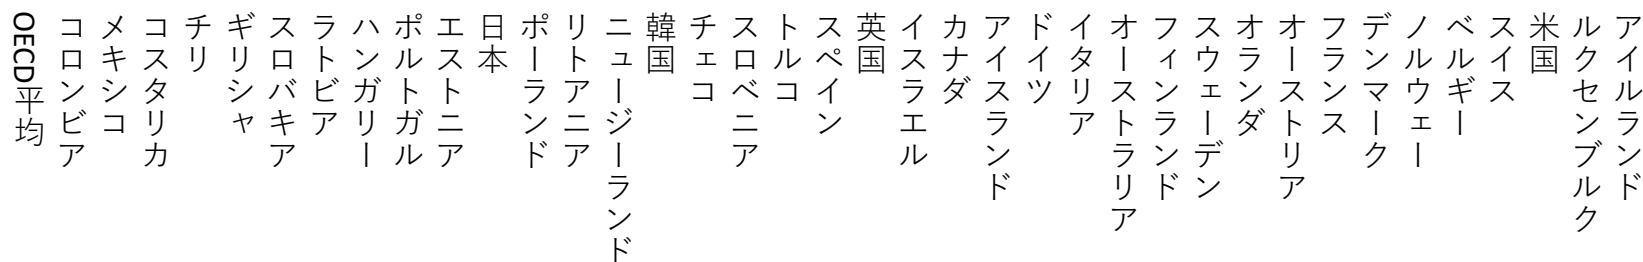 アイルランド
ルクセンブルク
米国
スイス
ベルギー
ノルウェー
デンマーク
フランス
オーストリア
オランダ
スウェーデン
フィンランド
オーストラリア
イタリア
ドイツ
アイスランド
カナダ
イスラエル
英国
スペイン
トルコ
スロベニア
チェコ
韓国
ニュージーランド
リトアニア
ポーランド
日本
エストニア
ポルトガル
ハンガリー
ラトビア
スロバキア
ギリシャ
チリ
コスタリカ
メキシコ
コロンビア
OECD平均